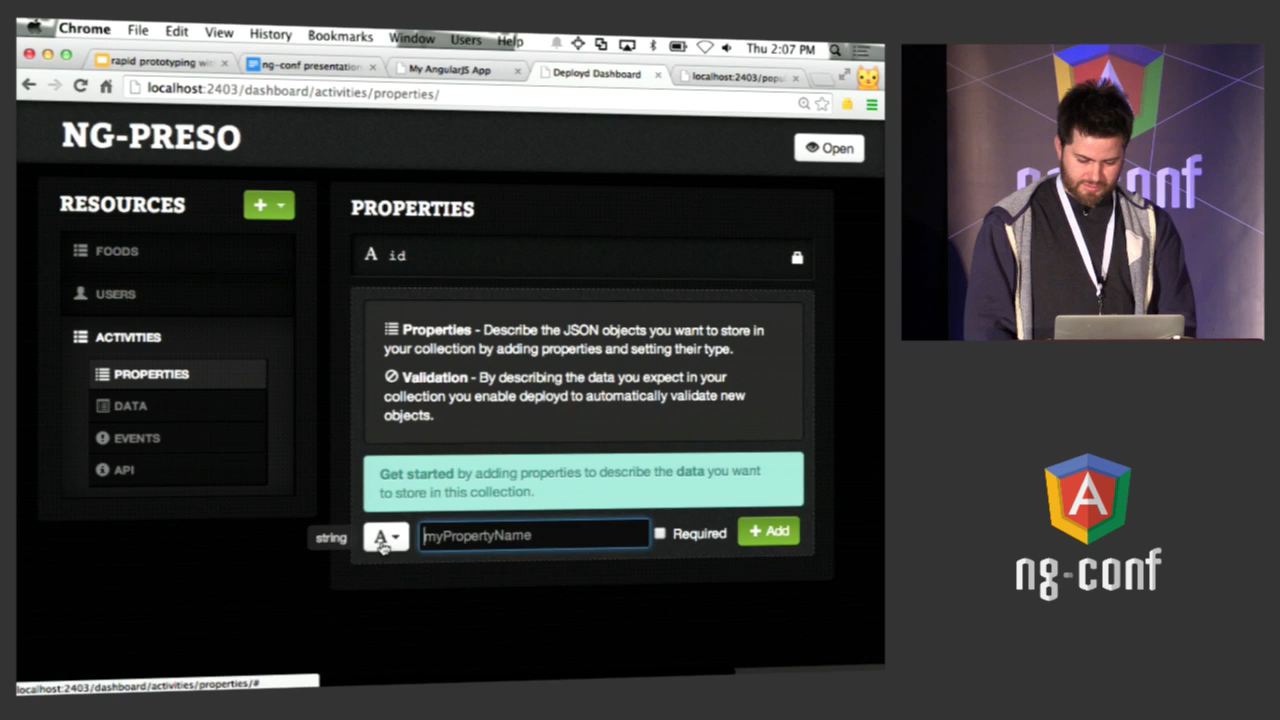 Chrome File Edit View History Bookmarks Window Users Help Thu 2:07 PM
rapid prototyping wit
ng-conf presentation
My AngularJS App
Deployd Dashboard
localhost:2403/popu
localhost:2403/dashboard/activities/properties/
NG-PRESO
Open
RESOURCES
+
FOODS
USERS
ACTIVITIES
PROPERTIES
DATA
EVENTS
API
PROPERTIES
A id
Properties - Describe the JSON objects you want to store in
your collection by adding properties and setting their type.
Validation - By describing the data you expect in your
collection you enable deployd to automatically validate new
objects.
Get started by adding properties to describe the data you want
to store in this collection.
string A myPropertyName Required + Add
localhost:2403/dashboard/activities/properties/#
ng-conf
A
ng-conf